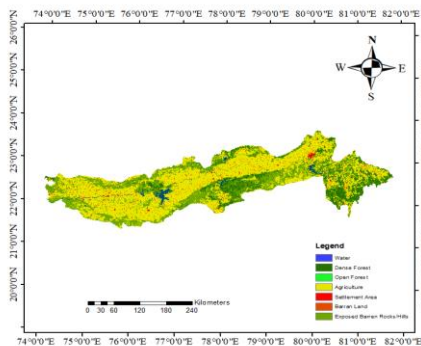 74°0'0"E 75°0'0"E 76°0'0"E 77°0'0"E 78°0'0"E 79°0'0"E 80°0'0"E 81°0'0"E 82°0'0"E
26°0'0"N
N
W E
S
25°0'0"N
24°0'0"N
23°0'0"N
22°0'0"N
21°0'0"N
20°0'0"N
Legend
Water
Dense Forest
Open Forest
Agriculture
Settlement Area
Barran Land
Exposed Barren Rocks/Hills
Kilometers
0 30 60 120 180 240
74°0'0"E 75°0'0"E 76°0'0"E 77°0'0"E 78°0'0"E 79°0'0"E 80°0'0"E 81°0'0"E 82°0'0"E